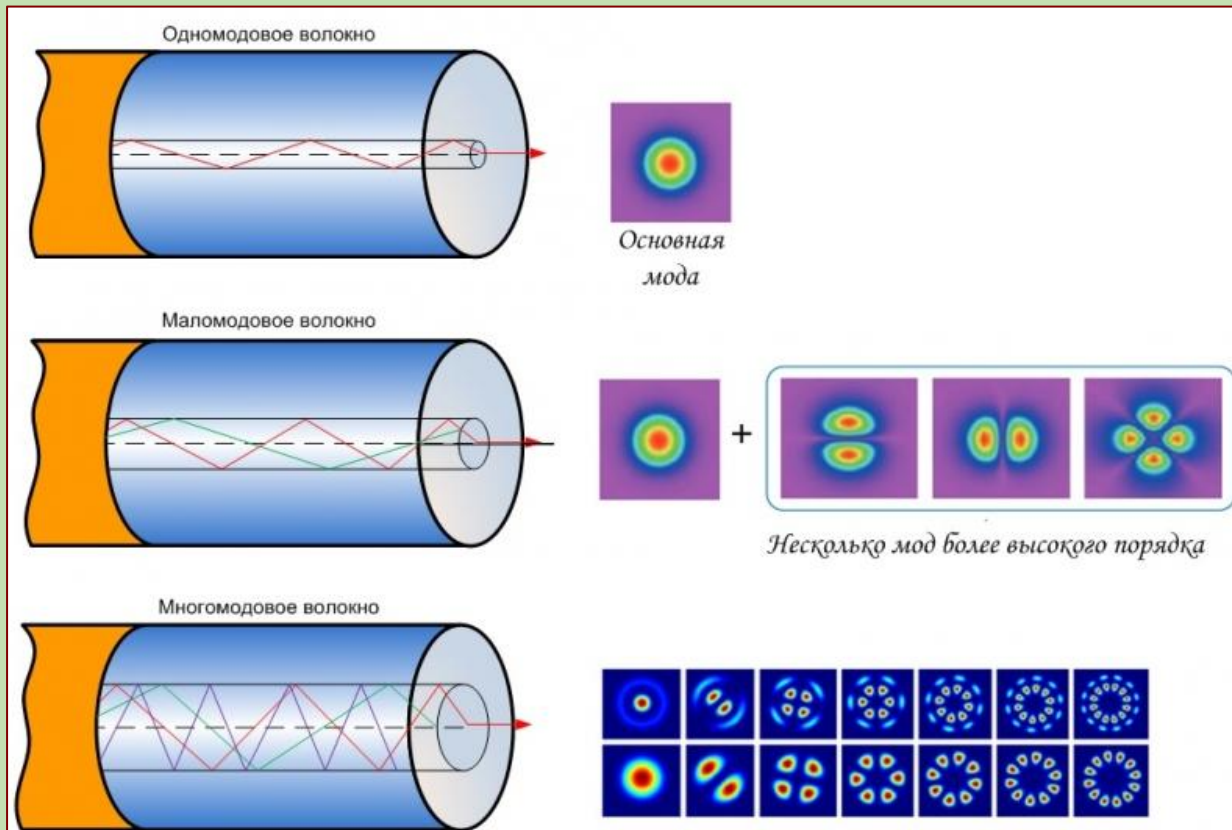 Одномодовое волокно
Основная
мода
Маломодовое волокно
+
Несколько мод более высокого порядка
Многомодовое волокно